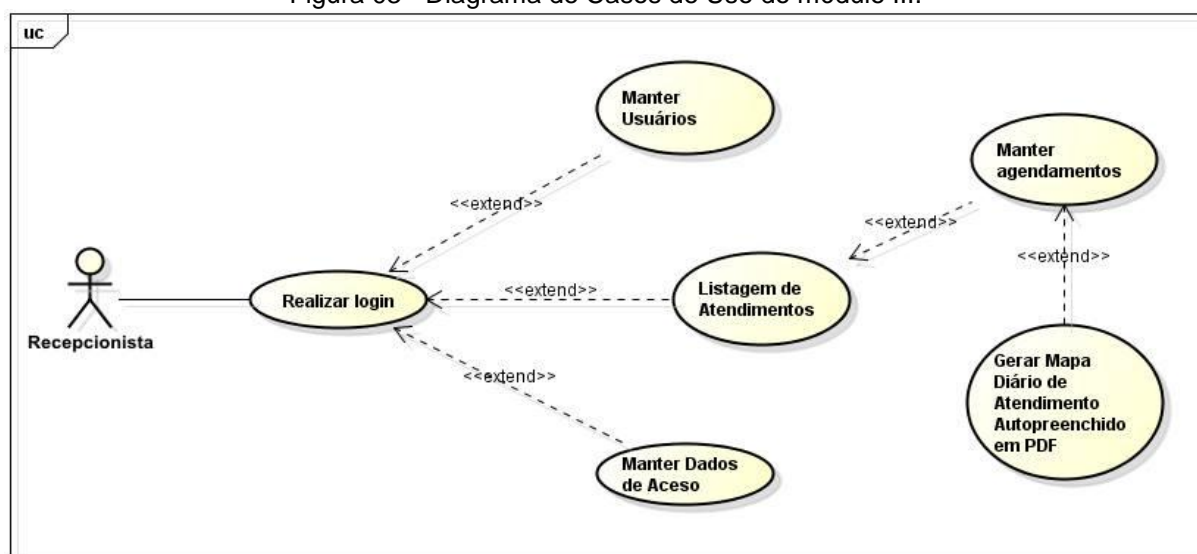 uc
Manter
Usuários
Manter
agendamentos
<<extend>>
<<extend>>
<<extend>>
Realizar login
<<extend>>
Listagem de
Atendimentos
Recepcionista
<<extend>>
Gerar Mapa
Diário de
Atendimento
Autopreenchido
em PDF
Manter Dados
de Aceso